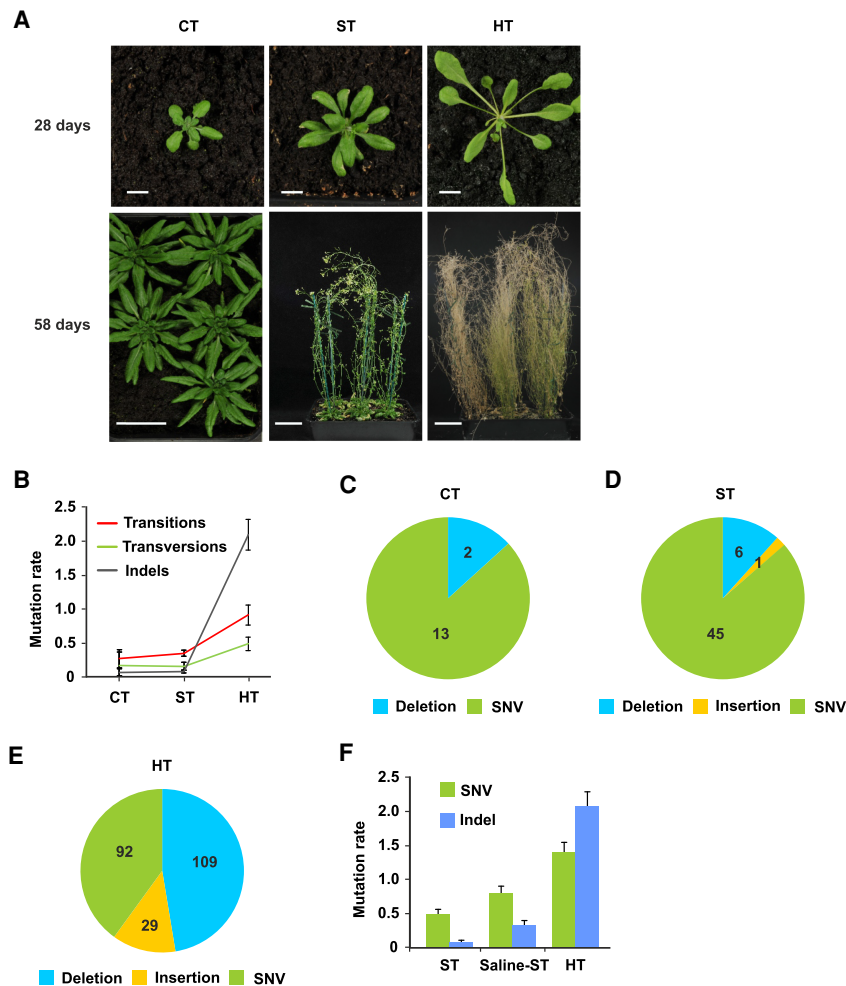 A
CT ST HT
28 days
58 days
B
2.5
2.0
1.5
1.0
0.5
0
Mutation rate
Transitions
Transversions
Indels
CT ST HT
C
CT
2
13
Deletion SNV
D
ST
6
1
45
Deletion Insertion SNV
E
HT
92
109
29
Deletion Insertion SNV
F
2.5
2.0
1.5
1.0
0.5
0
Mutation rate
SNV
Indel
ST Saline-ST HT